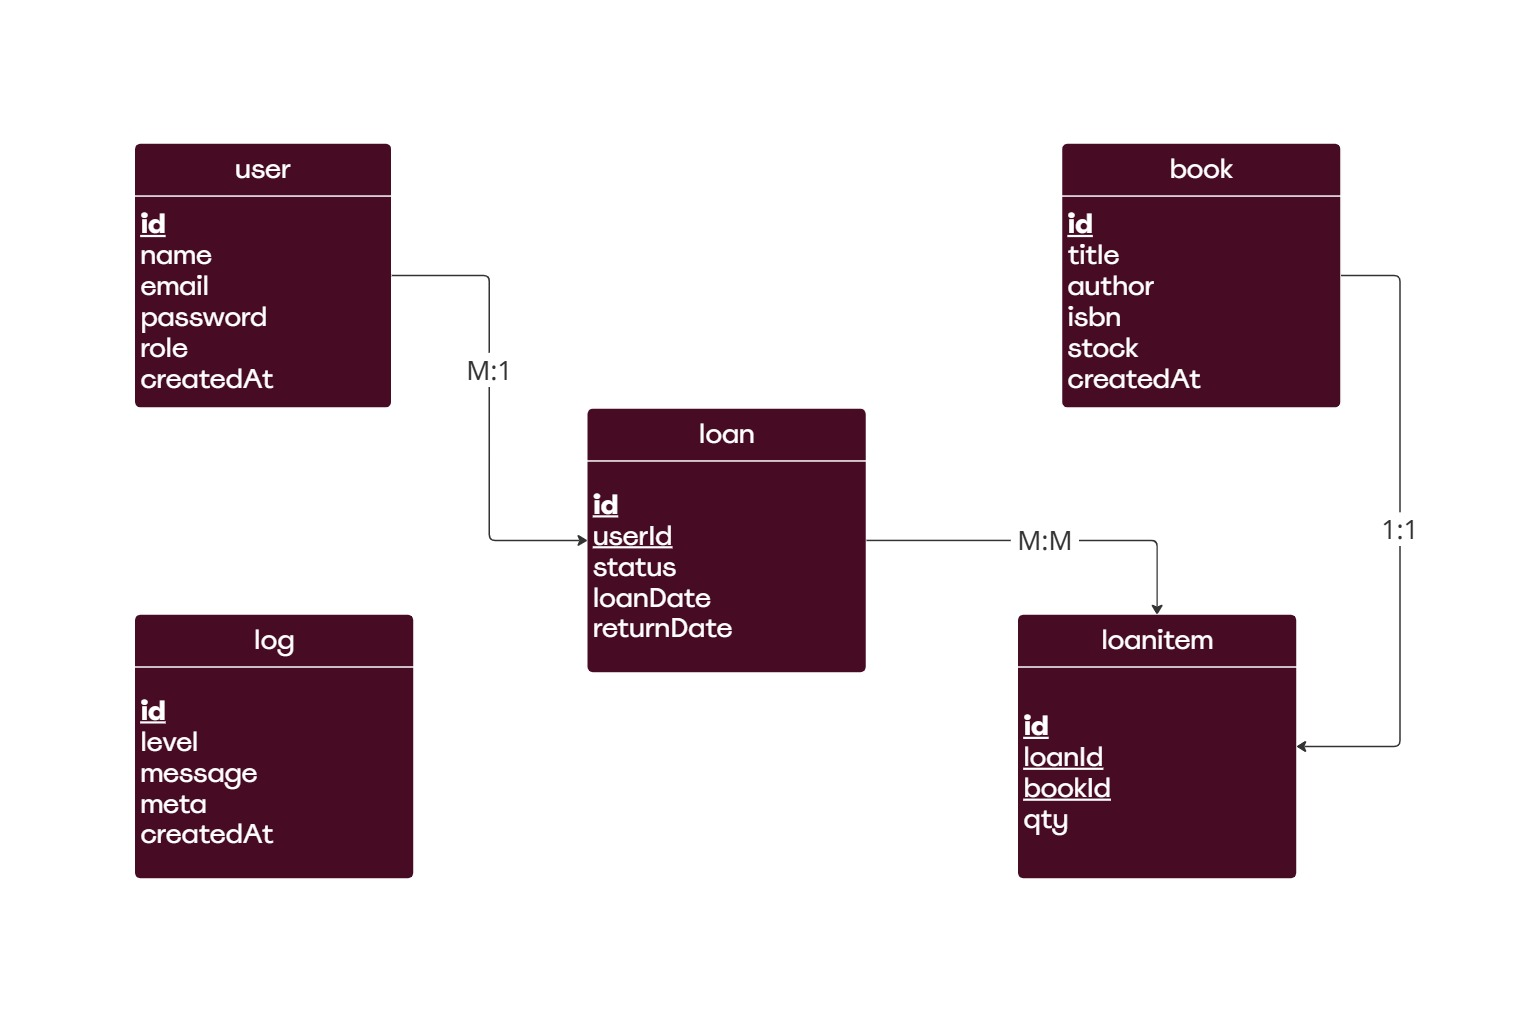 user
id
name
email
password
role
createdAt
book
id
title
author
isbn
stock
createdAt
M:1
loan
id
userId
status
loanDate
returnDate
M:M
1:1
log
id
level
message
meta
createdAt
loanitem
id
loanId
bookId
qty